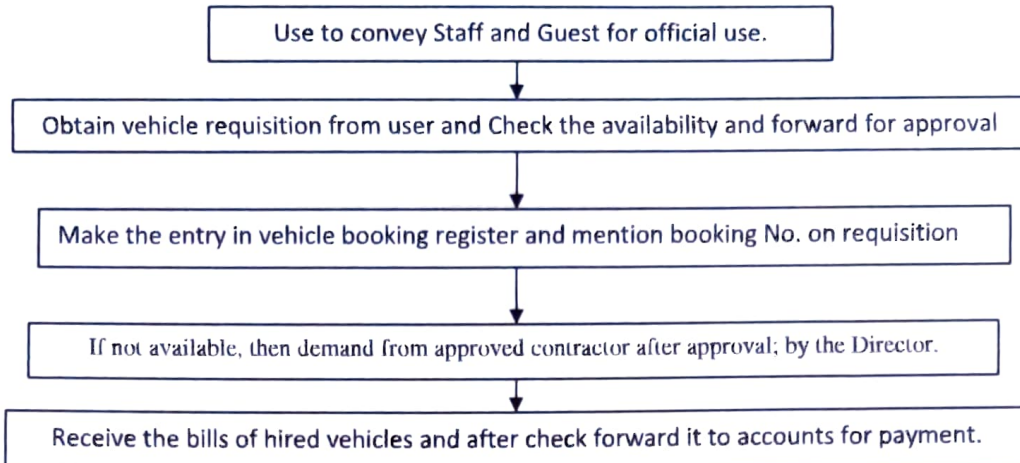 Use to convey Staff and Guest for official use.
Obtain vehicle requisition from user and Check the availability and forward for approval
Make the entry in vehicle booking register and mention booking No. on requisition
If not available, then demand from approved contractor after approval; by the Director.
Receive the bills of hired vehicles and after check forward it to accounts for payment.